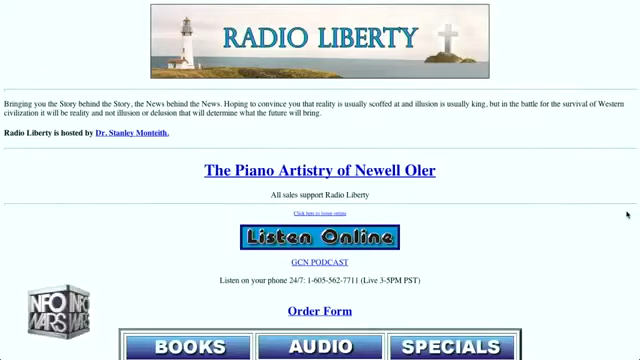 RADIO LIBERTY
Bringing you the Story behind the Story, the News behind the News. Hoping to convince you that reality is usually scoffed at and illusion is usually king, but in the battle for the survival of Western
civilization it will be reality and not illusion or delusion that will determine what the future will bring.
Radio Liberty is hosted by Dr. Stanley Monteith.
The Piano Artistry of Newell Oler
All sales support Radio Liberty
Click here to listen online
Listen Online
GCN PODCAST
Listen on your phone 24/7: 1-605-562-7711 (Live 3-5PM PST)
Order Form
INFO WARS
BOOKS AUDIO SPECIALS